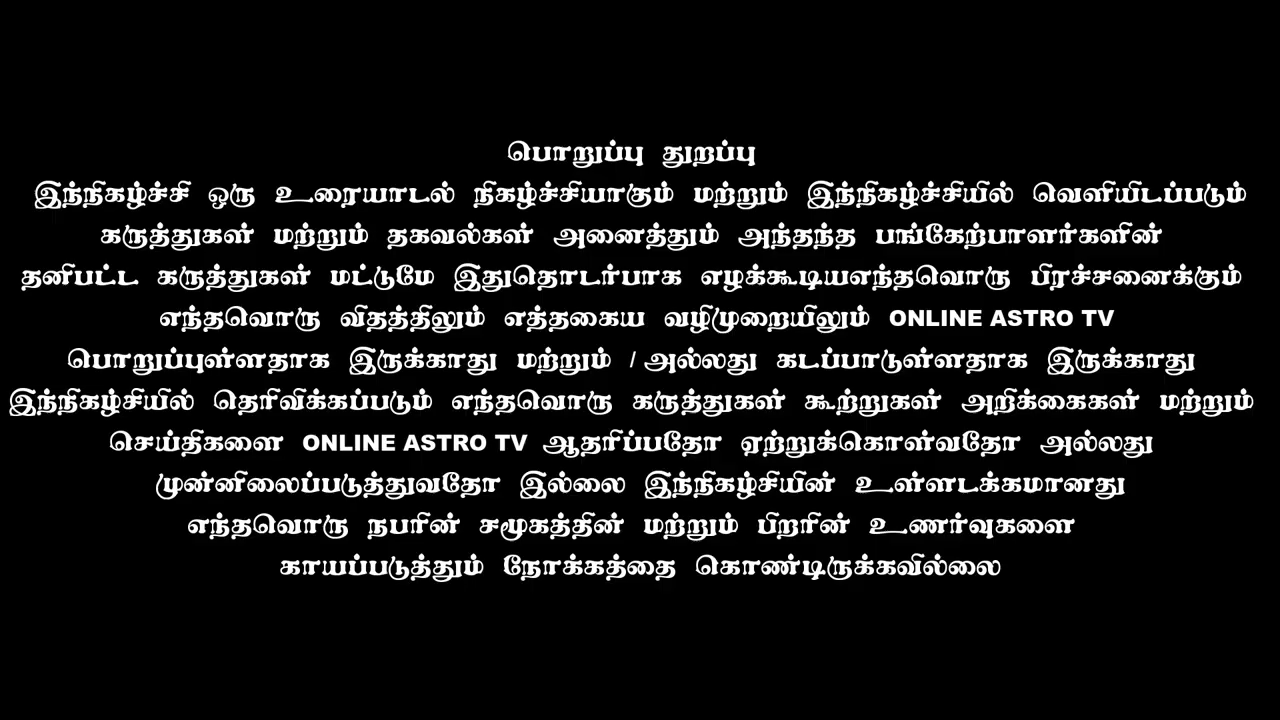 பொறுப்பு துறப்பு
இந்நிகழ்ச்சி ஒரு உரையாடல் நிகழ்ச்சியாகும் மற்றும் இந்நிகழ்ச்சியில் வெளியிடப்படும்
கருத்துகள் மற்றும் தகவல்கள் அனைத்தும் அந்தந்த பங்கேற்பாளர்களின்
தனிபட்ட கருத்துகள் மட்டுமே இதுதொடர்பாக எழக்கூடியஎந்தவொரு பிரச்சனைக்கும்
எந்தவொரு விதத்திலும் எத்தகைய வழிமுறையிலும் ONLINE ASTRO TV
பொறுப்புள்ளதாக இருக்காது மற்றும் / அல்லது கடப்பாடுள்ளதாக இருக்காது
இந்நிகழ்சியில் தெரிவிக்கப்படும் எந்தவொரு கருத்துகள் கூற்றுகள் அறிக்கைகள் மற்றும்
செய்திகளை ONLINE ASTRO TV ஆதரிப்பதோ ஏற்றுக்கொள்வதோ அல்லது
முன்னிலைப்படுத்துவதோ இல்லை இந்நிகழ்சியின் உள்ளடக்கமானது
எந்தவொரு நபரின் சமூகத்தின் மற்றும் பிறரின் உணர்வுகளை
காயப்படுத்தும் நோக்கத்தை கொண்டிருக்கவில்லை